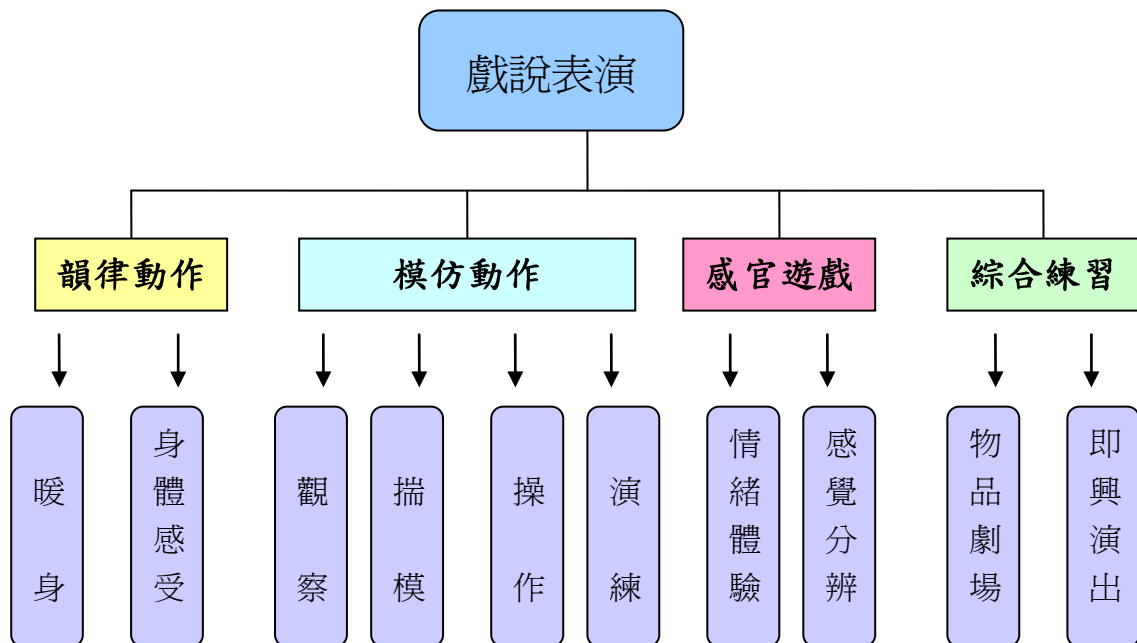 戲說表演
韻律動作
模仿動作
感官遊戲
綜合練習
暖身
身體感受
觀察
揣模
操作
演練
情緒體驗
感覺分辨
物品劇場
即興演出